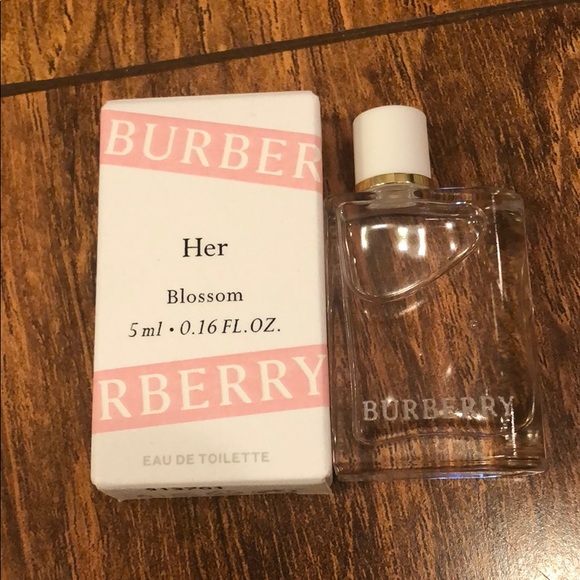 BURBER
Her
Blossom
5 ml • 0.16 FL.OZ.
RBERRY
EAU DE TOILETTE
BURBERRY